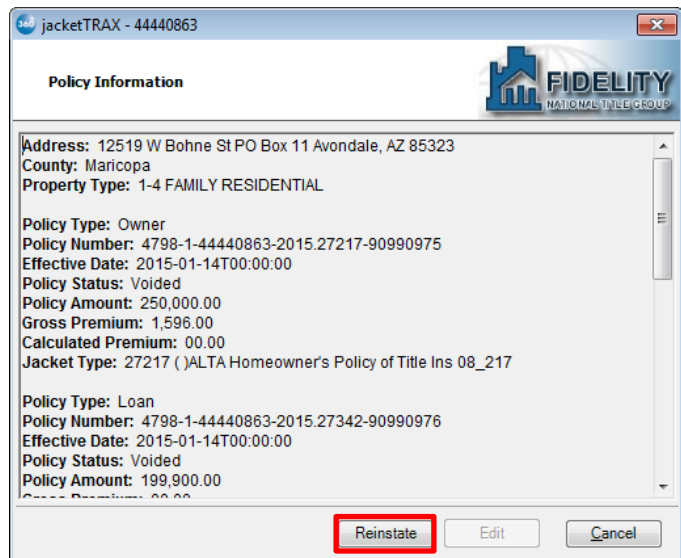 360 jacketTRAX - 44440863
Policy Information
FIDELITY
NATIONAL TITLE GROUP
Address: 12519 W Bohne St PO Box 11 Avondale, AZ 85323
County: Maricopa
Property Type: 1-4 FAMILY RESIDENTIAL
Policy Type: Owner
Policy Number: 4798-1-44440863-2015.27217-90990975
Effective Date: 2015-01-14T00:00:00
Policy Status: Voided
Policy Amount: 250,000.00
Gross Premium: 1,596.00
Calculated Premium: 00.00
Jacket Type: 27217 ( )ALTA Homeowner's Policy of Title Ins 08_217
Policy Type: Loan
Policy Number: 4798-1-44440863-2015.27342-90990976
Effective Date: 2015-01-14T00:00:00
Policy Status: Voided
Policy Amount: 199,900.00
Gross Premium: 00.00
Reinstate
Edit
Cancel